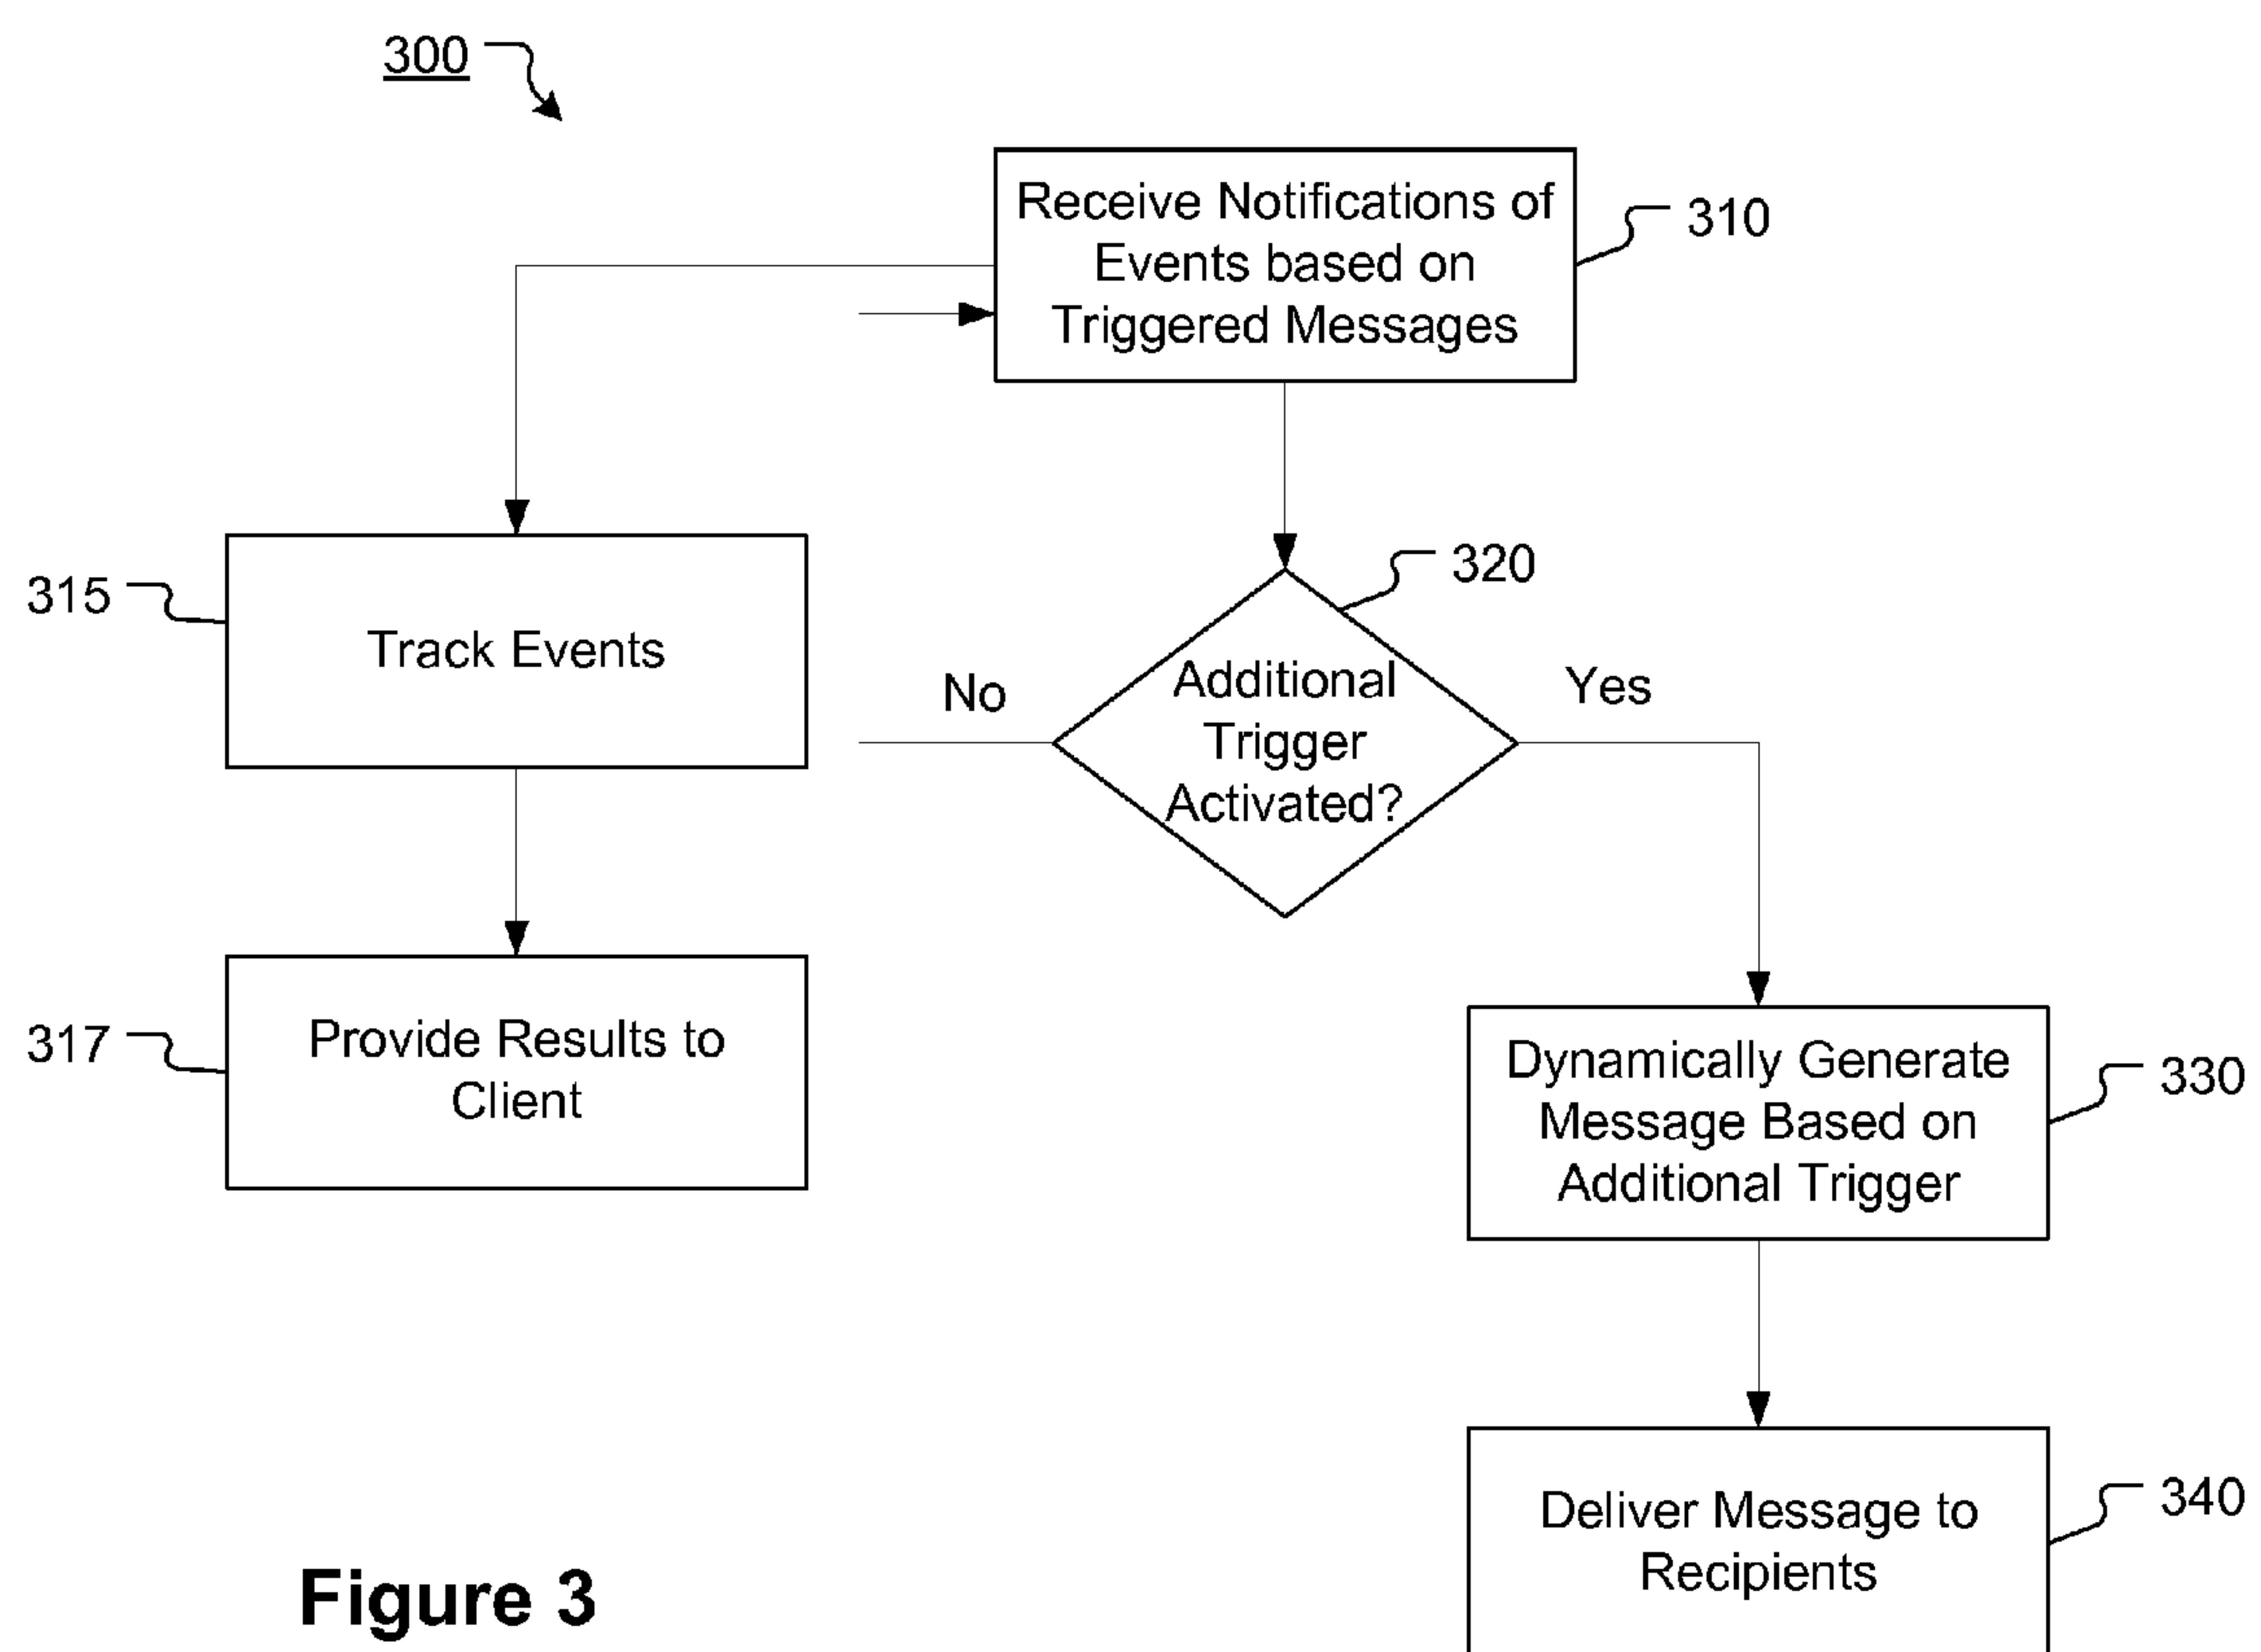 300
Receive Notifications of
Events based on
Triggered Messages
310
315
Track Events
320
No
Additional
Trigger
Activated?
Yes
317
Provide Results to
Client
Dynamically Generate
Message Based on
Additional Trigger
330
Deliver Message to
Recipients
340
Figure 3